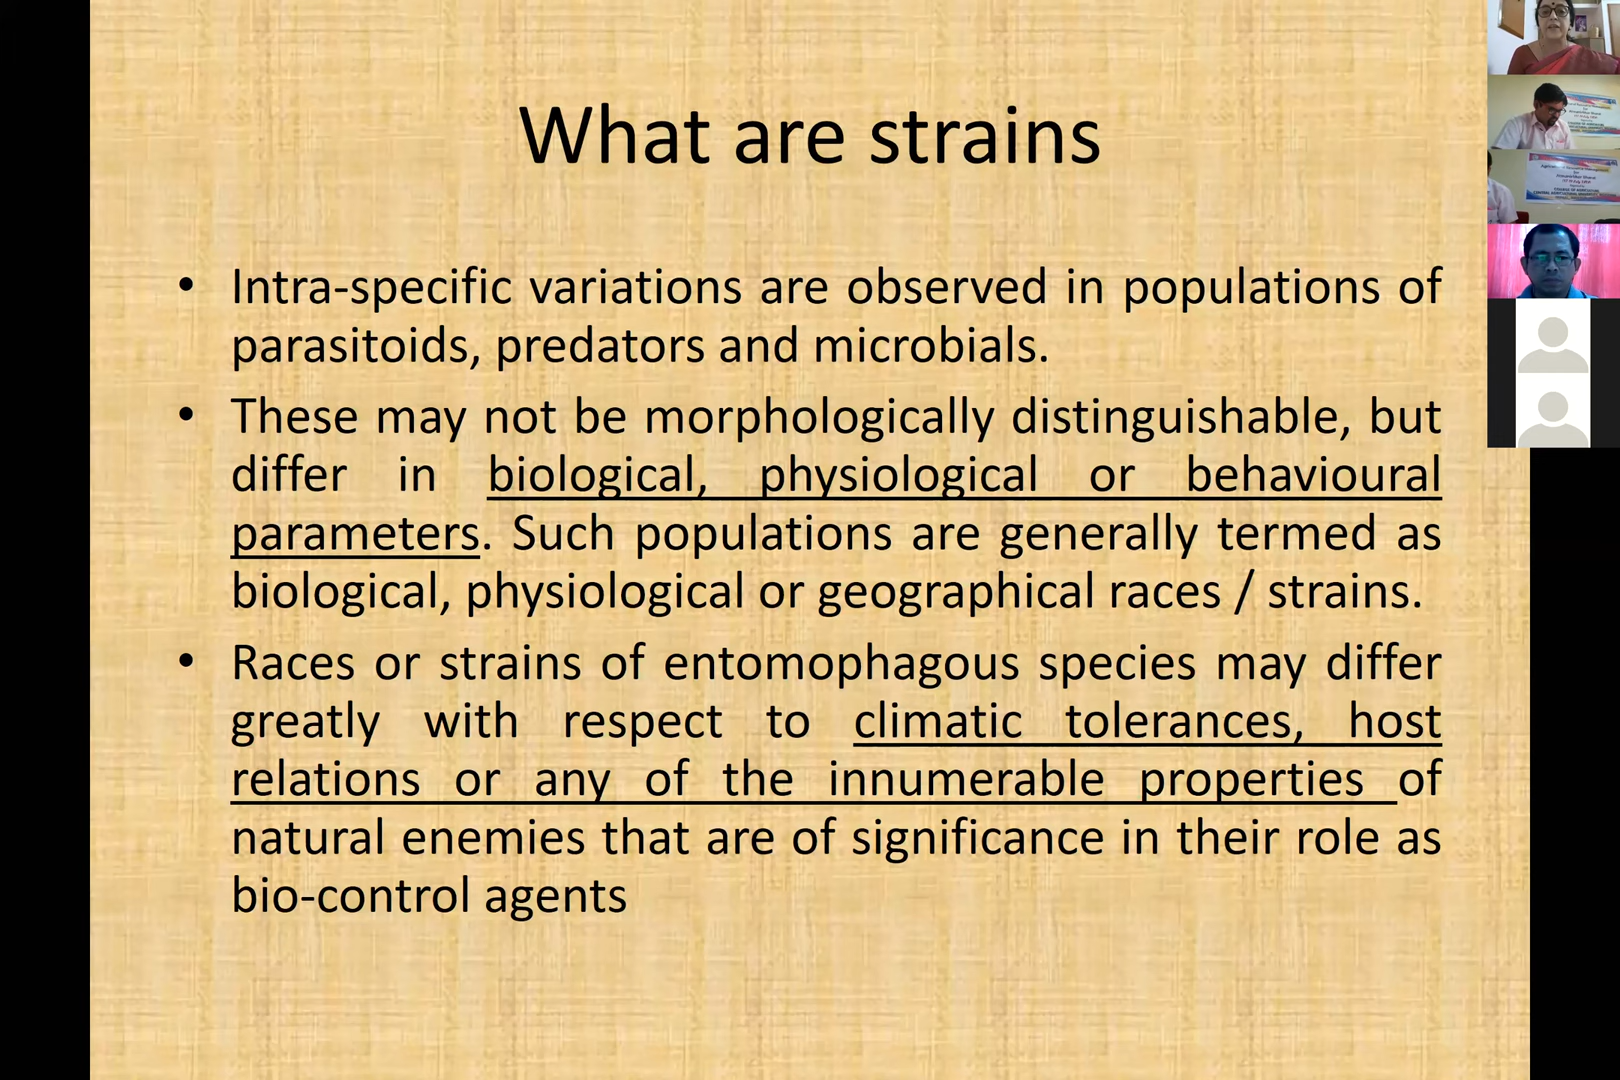 What are strains
• Intra-specific variations are observed in populations of
parasitoids, predators and microbials.
• These may not be morphologically distinguishable, but
differ in biological, physiological or behavioural
parameters. Such populations are generally termed as
biological, physiological or geographical races / strains.
• Races or strains of entomophagous species may differ
greatly with respect to climatic tolerances, host
relations or any of the innumerable properties of
natural enemies that are of significance in their role as
bio-control agents
COLLEGE OF AGRICULTURE